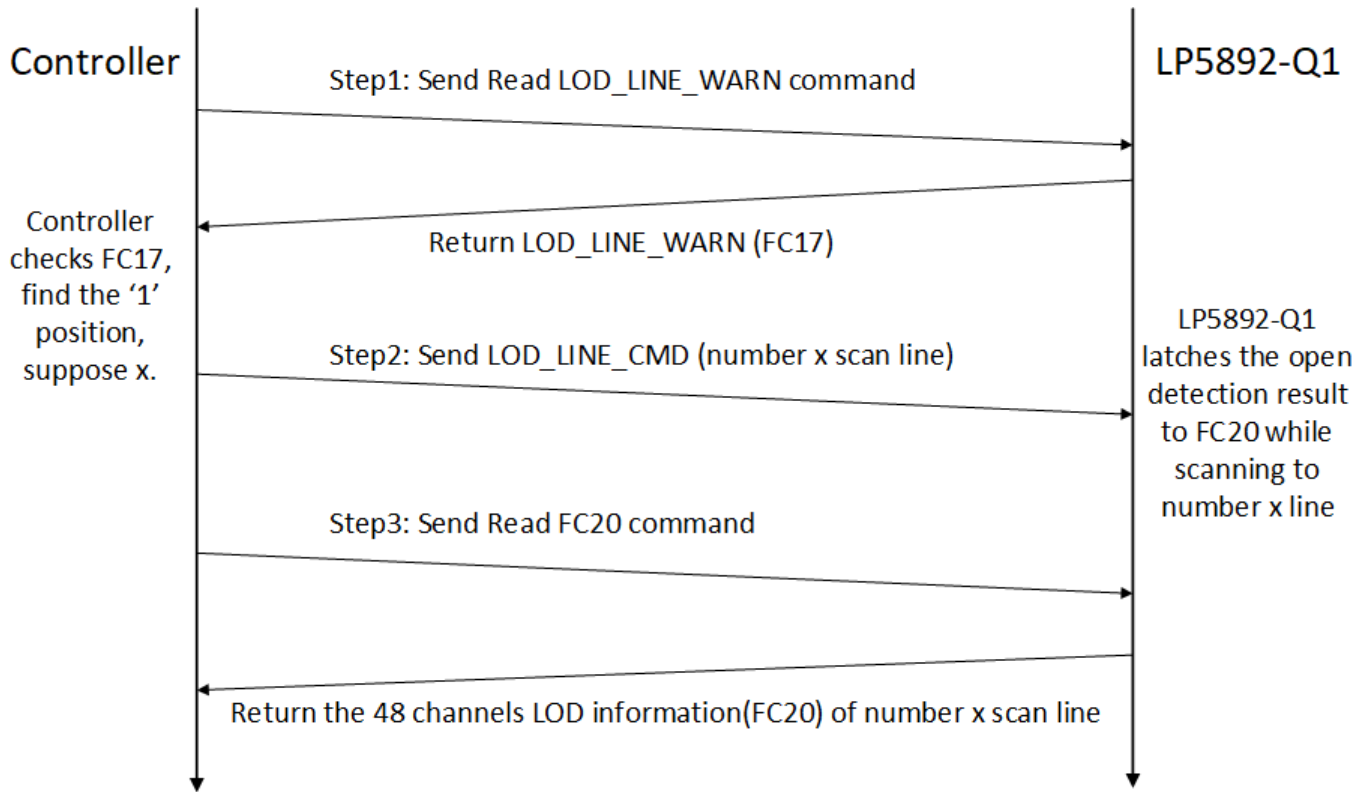 Controller
LP5892-Q1
Step1: Send Read LOD_LINE_WARN command
Return LOD_LINE_WARN (FC17)
Controller
checks FC17,
find the ‘1’
position,
suppose x.
Step2: Send LOD_LINE_CMD (number x scan line)
LP5892-Q1
latches the open
detection result
to FC20 while
scanning to
number x line
Step3: Send Read FC20 command
Return the 48 channels LOD information(FC20) of number x scan line